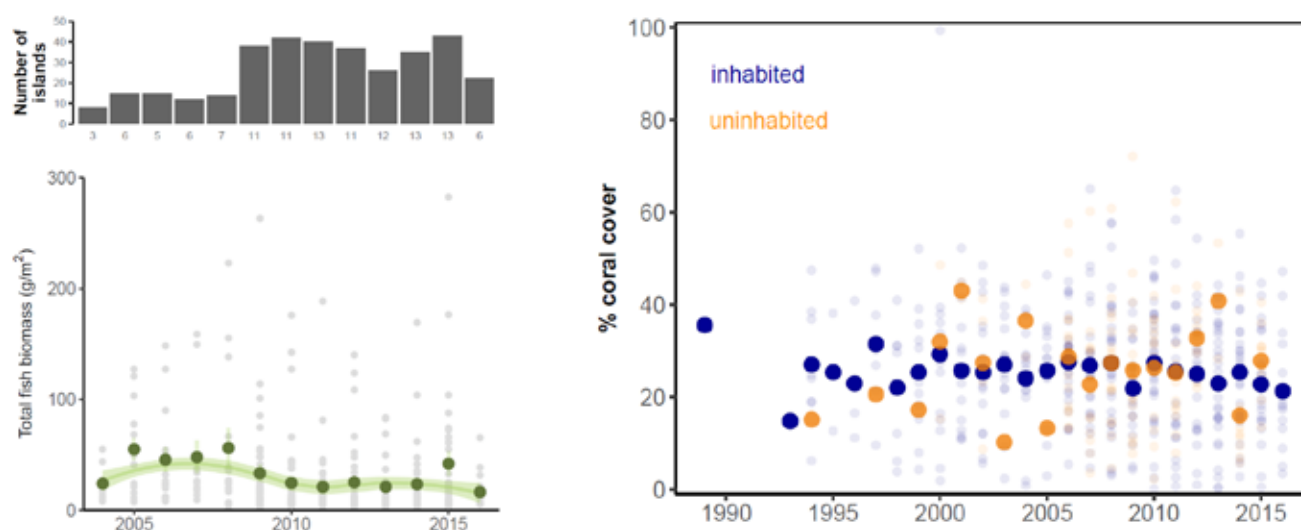 Number of
islands
50
40
30
20
10
0
3 6 5 6 7 11 11 13 11 12 13 13 6
Total fish biomass (g/m²)
300
200
100
0
2005 2010 2015
% coral cover
100
80
60
40
20
0
inhabited
uninhabited
1990 1995 2000 2005 2010 2015